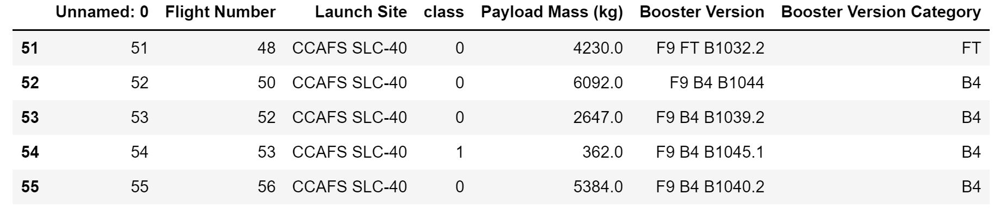 Unnamed: 0 Flight Number Launch Site class Payload Mass (kg) Booster Version Booster Version Category
51 51 48 CCAFS SLC-40 0 4230.0 F9 FT B1032.2 FT
52 52 50 CCAFS SLC-40 0 6092.0 F9 B4 B1044 B4
53 53 52 CCAFS SLC-40 0 2647.0 F9 B4 B1039.2 B4
54 54 53 CCAFS SLC-40 1 362.0 F9 B4 B1045.1 B4
55 55 56 CCAFS SLC-40 0 5384.0 F9 B4 B1040.2 B4